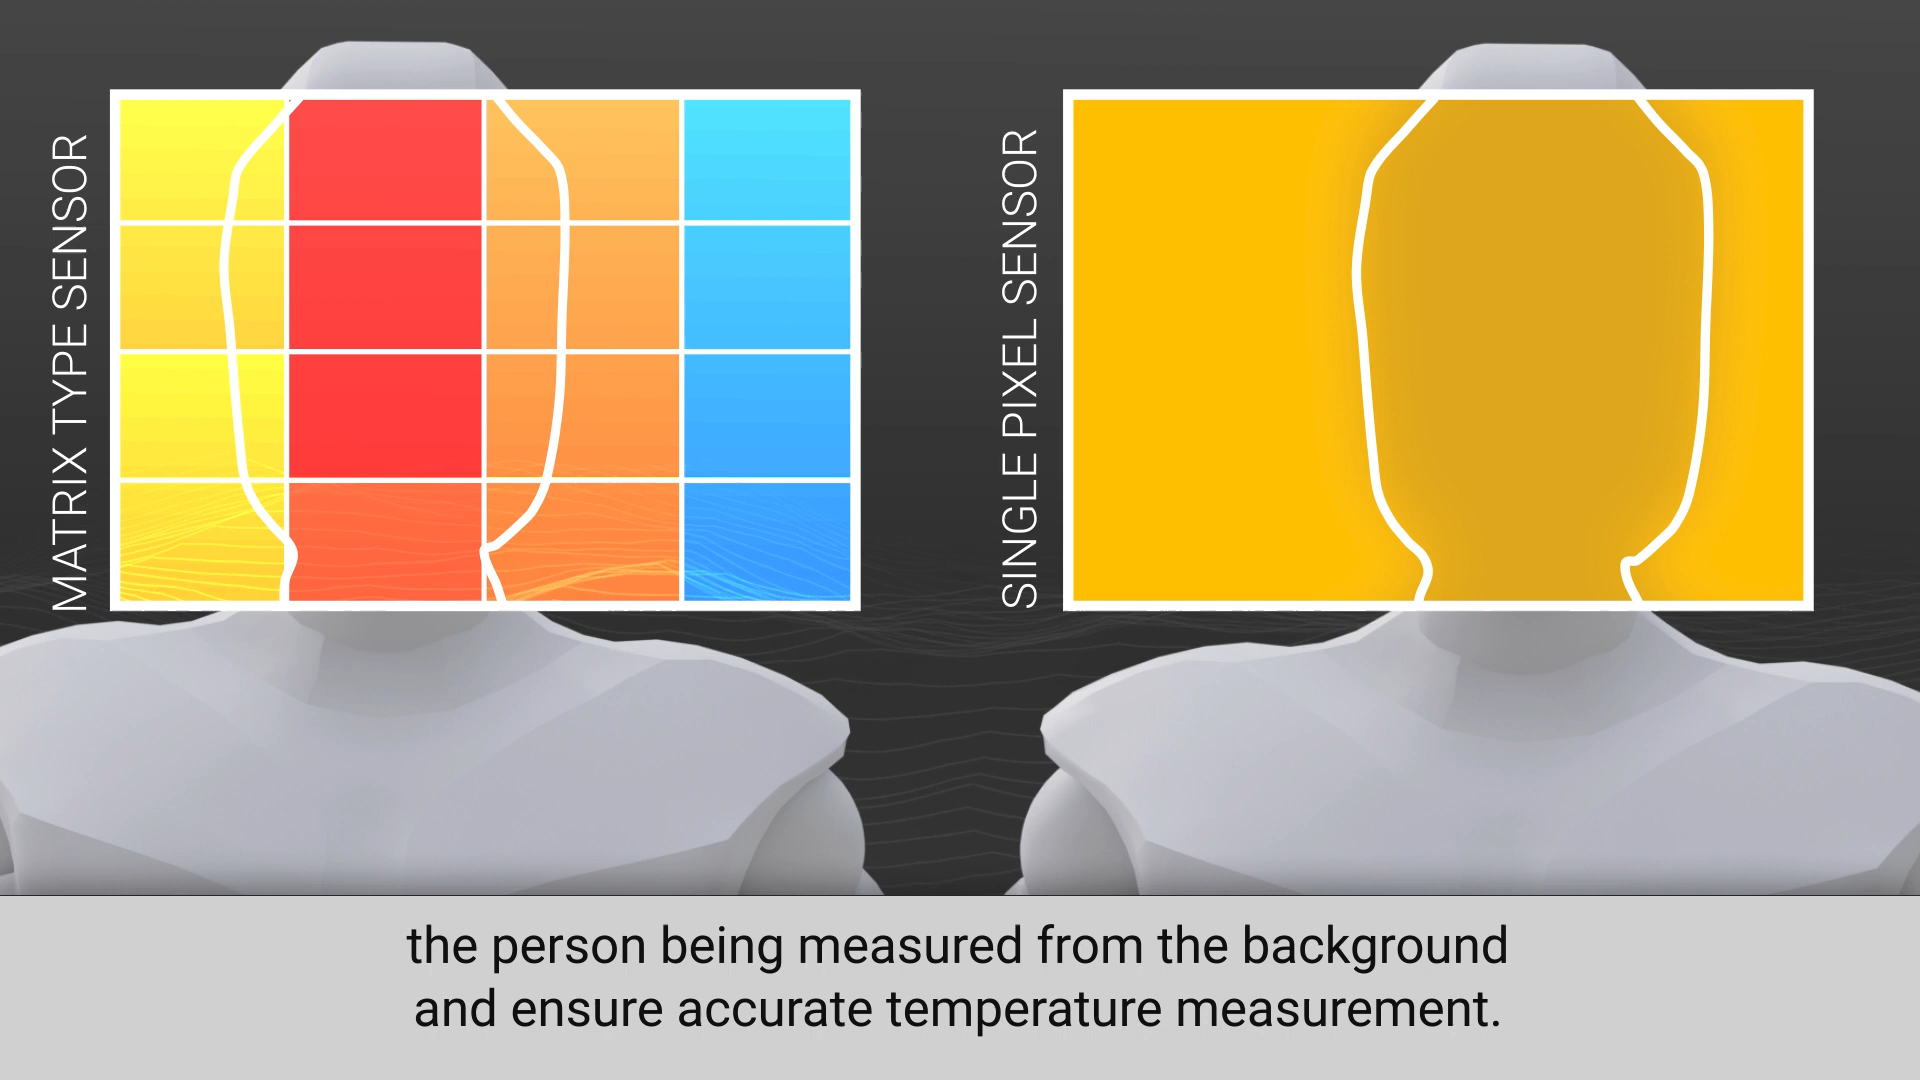 MATRIX TYPE SENSOR
SINGLE PIXEL SENSOR
the person being measured from the background
and ensure accurate temperature measurement.